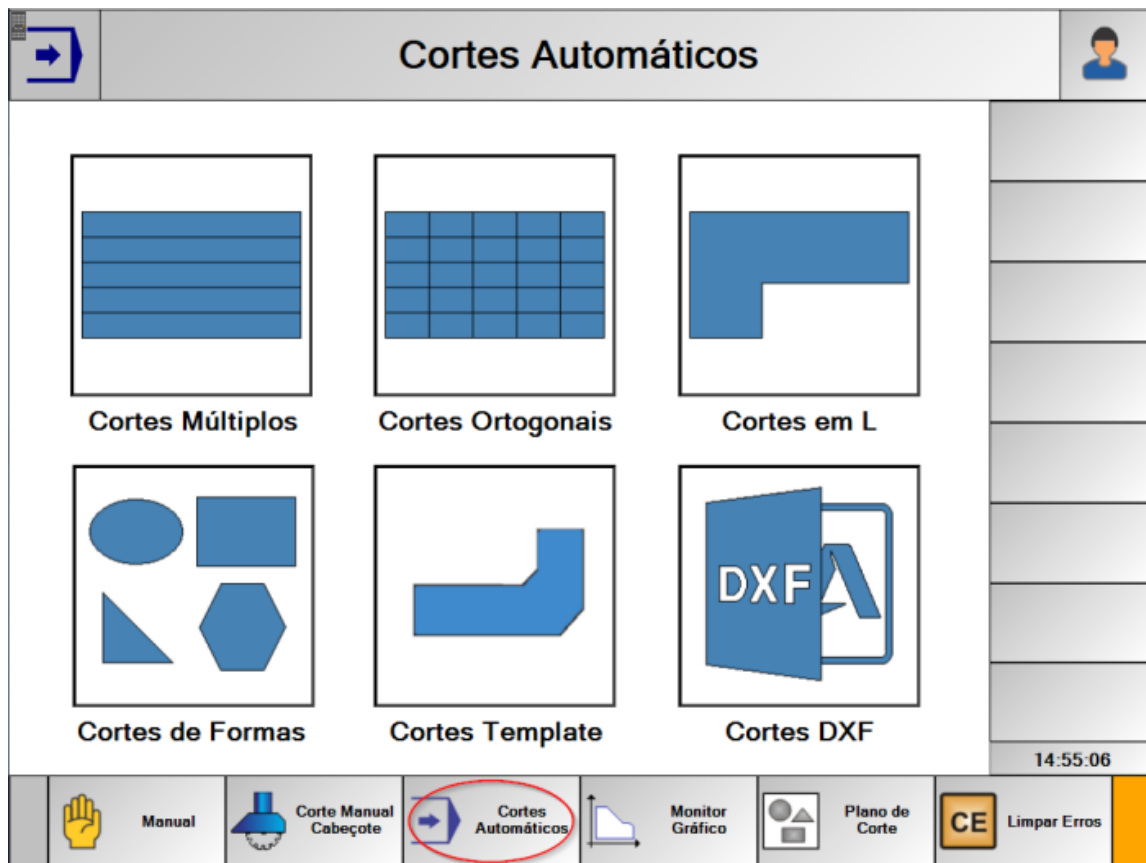 Cortes Automáticos
Cortes Múltiplos
Cortes Ortogonais
Cortes em L
DXF
Cortes de Formas
Cortes Template
Cortes DXF
14:55:06
Manual
Corte Manual
Cabeçote
Cortes
Automáticos
Monitor
Gráfico
Plano de
Corte
CE
Limpar Erros